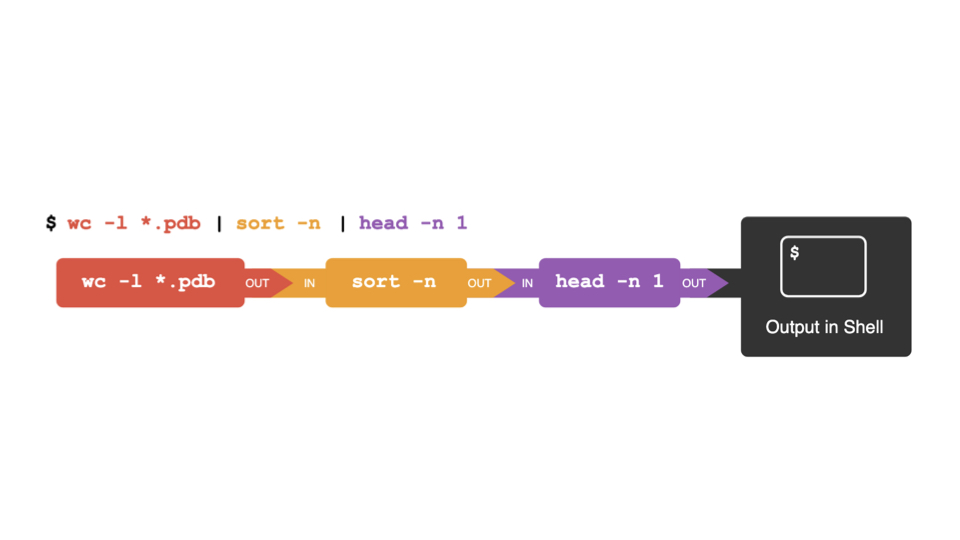 $ wc -l *.pdb | sort -n | head -n 1
wc -l *.pdb OUT IN sort -n OUT IN head -n 1 OUT
$
Output in Shell